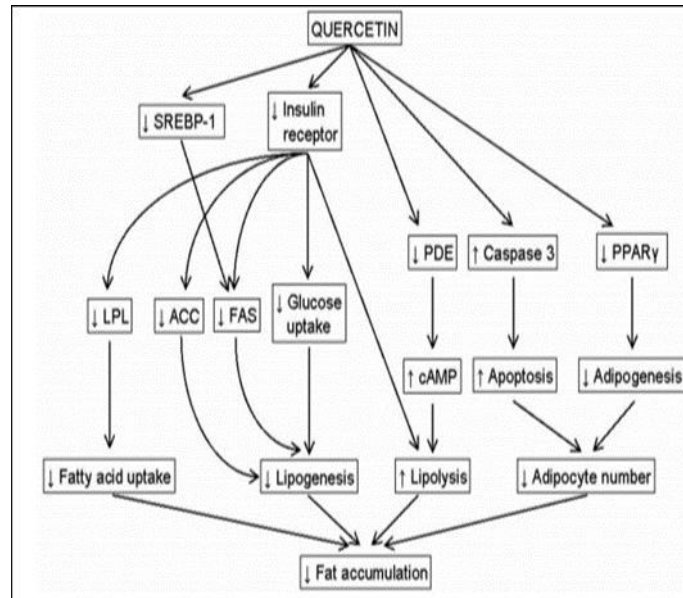 QUERCETIN
↓ SREBP-1
↓ Insulin
receptor
↓ PDE
↑ Caspase 3
↓ PPARγ
↓ LPL
↓ ACC
↓ FAS
↓ Glucose
uptake
↑ cAMP
↑ Apoptosis
↓ Adipogenesis
↓ Fatty acid uptake
↓ Lipogenesis
↑ Lipolysis
↓ Adipocyte number
↓ Fat accumulation